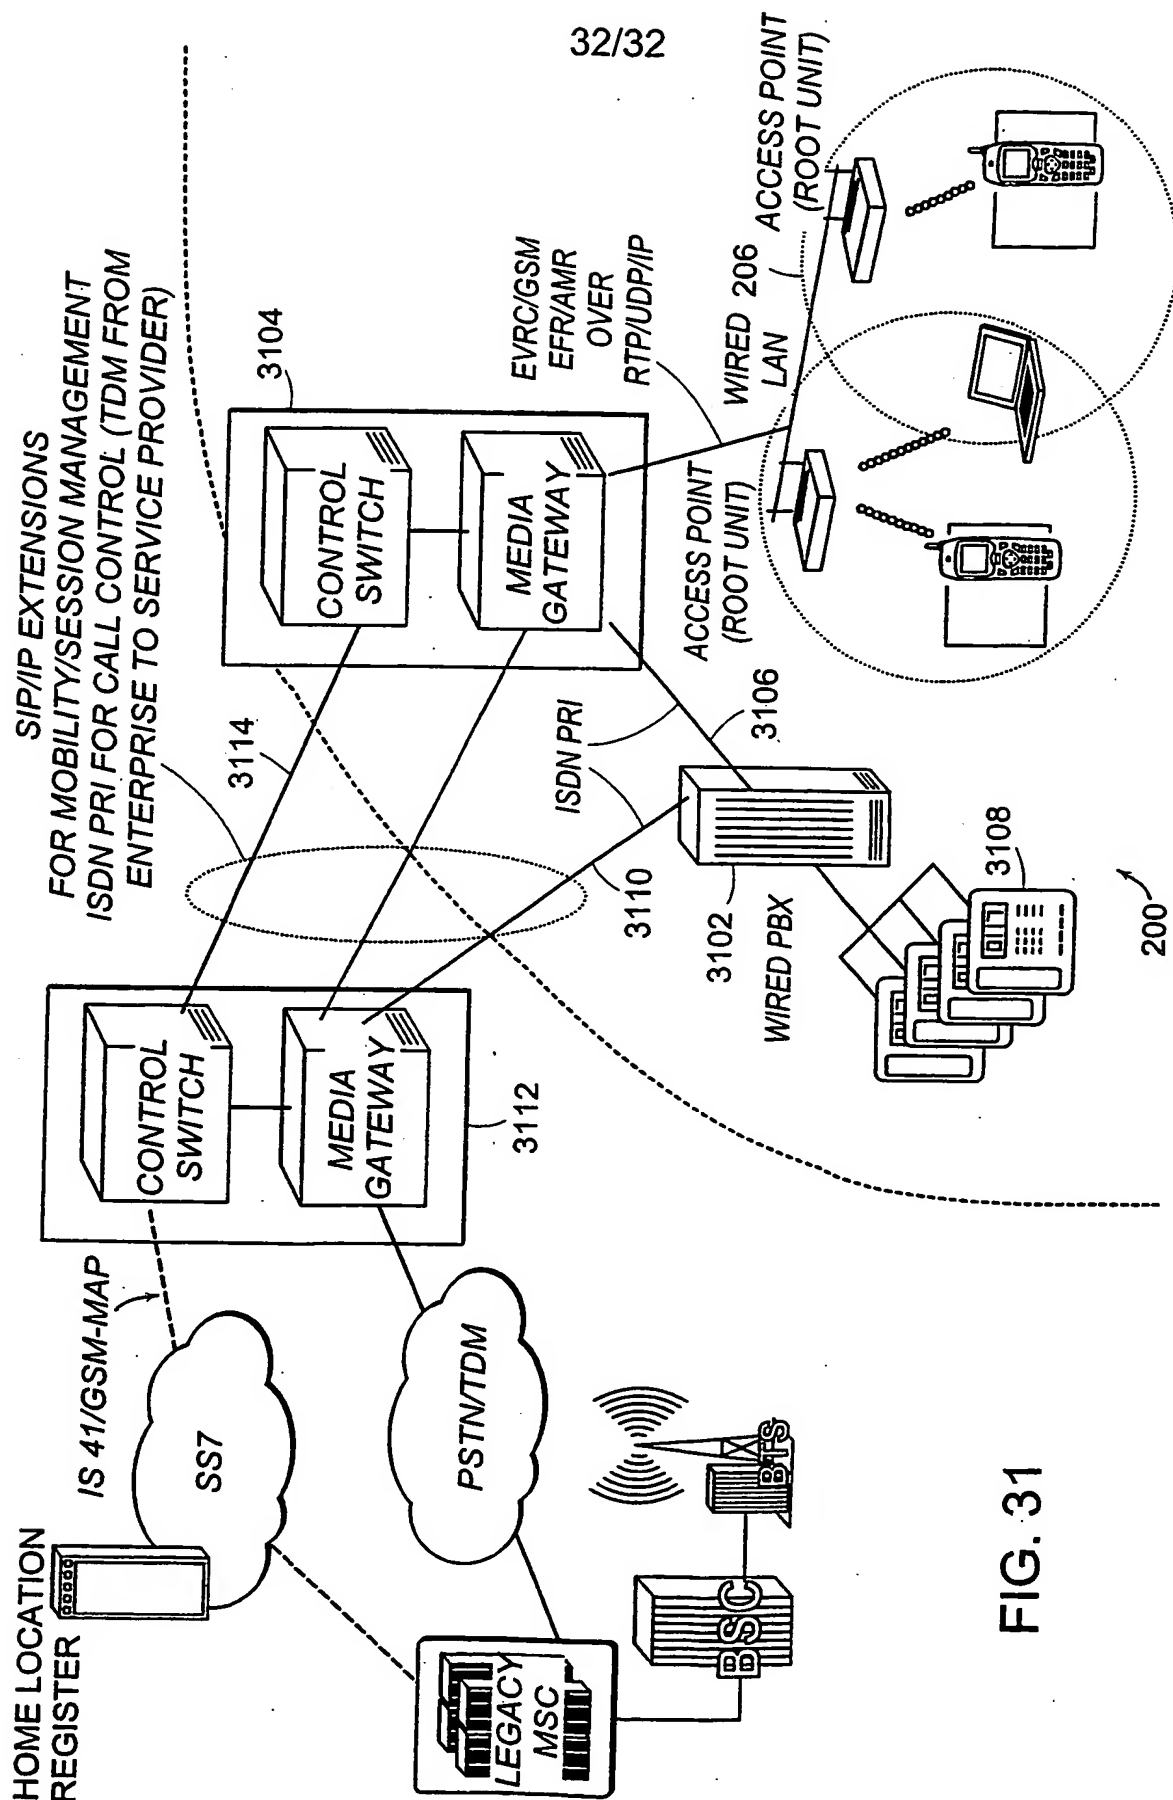 32/32
HOME LOCATION
REGISTER
IS 41/GSM-MAP
SS7
PSTN/TDM
LEGACY
MSC
BSC
BTS
CONTROL
SWITCH
MEDIA
GATEWAY
3112
SIP/IP EXTENSIONS
FOR MOBILITY/SESSION MANAGEMENT
ISDN PRI FOR CALL CONTROL (TDM FROM
ENTERPRISE TO SERVICE PROVIDER)
3114
3104
CONTROL
SWITCH
MEDIA
GATEWAY
EVRC/GSM
EFR/AMR
OVER
RTP/UDP/IP
ISDN PRI
3106
3110
3102
WIRED PBX
3108
200
ACCESS POINT
(ROOT UNIT)
WIRED
LAN
206
ACCESS POINT
(ROOT UNIT)
FIG. 31